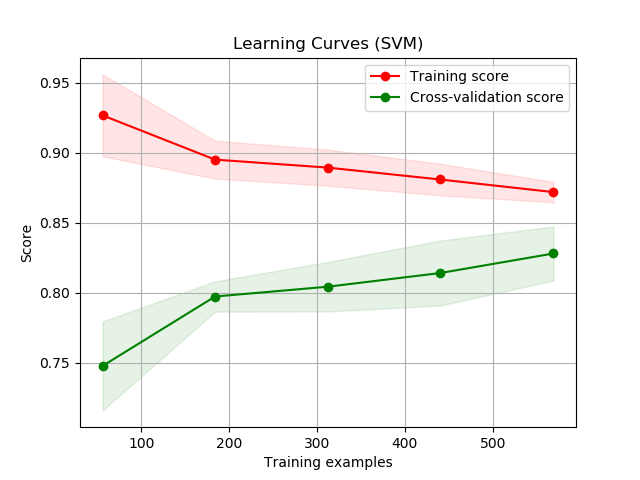 Learning Curves (SVM)
Training score
Cross-validation score
0.95
0.90
0.85
0.80
0.75
Score
100 200 300 400 500
Training examples